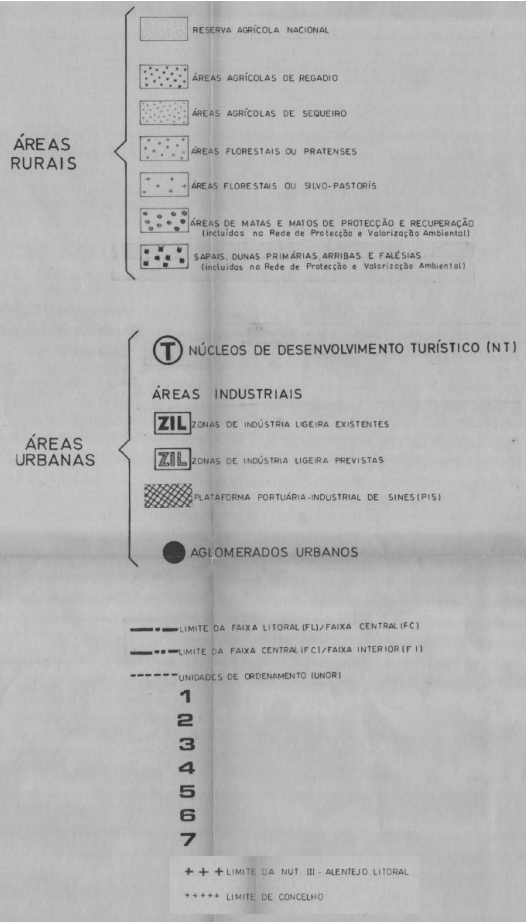 RESERVA AGRÍCOLA NACIONAL
ÁREAS AGRÍCOLAS DE REGADIO
ÁREAS AGRÍCOLAS DE SEQUEIRO
ÁREAS RURAIS
ÁREAS FLORESTAIS OU PRATENSES
ÁREAS FLORESTAIS OU SILVO-PASTORÍS
ÁREAS DE MATAS E MATOS DE PROTECÇÃO E RECUPERAÇÃO
(incluídas na Rede de Protecção e Valorização Ambiental)
SAPAIS, DUNAS PRIMÁRIAS, ARRIBAS E FALÉSIAS
(incluidos na Rede de Protecção e Valorização Ambiental)
T NÚCLEOS DE DESENVOLVIMENTO TURÍSTICO (NT)
ÁREAS INDUSTRIAIS
ZIL ZONAS DE INDÚSTRIA LIGEIRA EXISTENTES
ÁREAS URBANAS
ZIL ZONAS DE INDÚSTRIA LIGEIRA PREVISTAS
PLATAFORMA PORTUÁRIA-INDUSTRIAL DE SINES (PIS)
AGLOMERADOS URBANOS
LIMITE DA FAIXA LITORAL (FL)/FAIXA CENTRAL (FC)
LIMITE DA FAIXA CENTRAL (FC)/FAIXA INTERIOR (FI)
UNIDADES DE ORDENAMENTO (UNOR)
1
2
3
4
5
6
7
+ + + LIMITE DA NUT III - ALENTEJO LITORAL
+++++ LIMITE DE CONCELHO